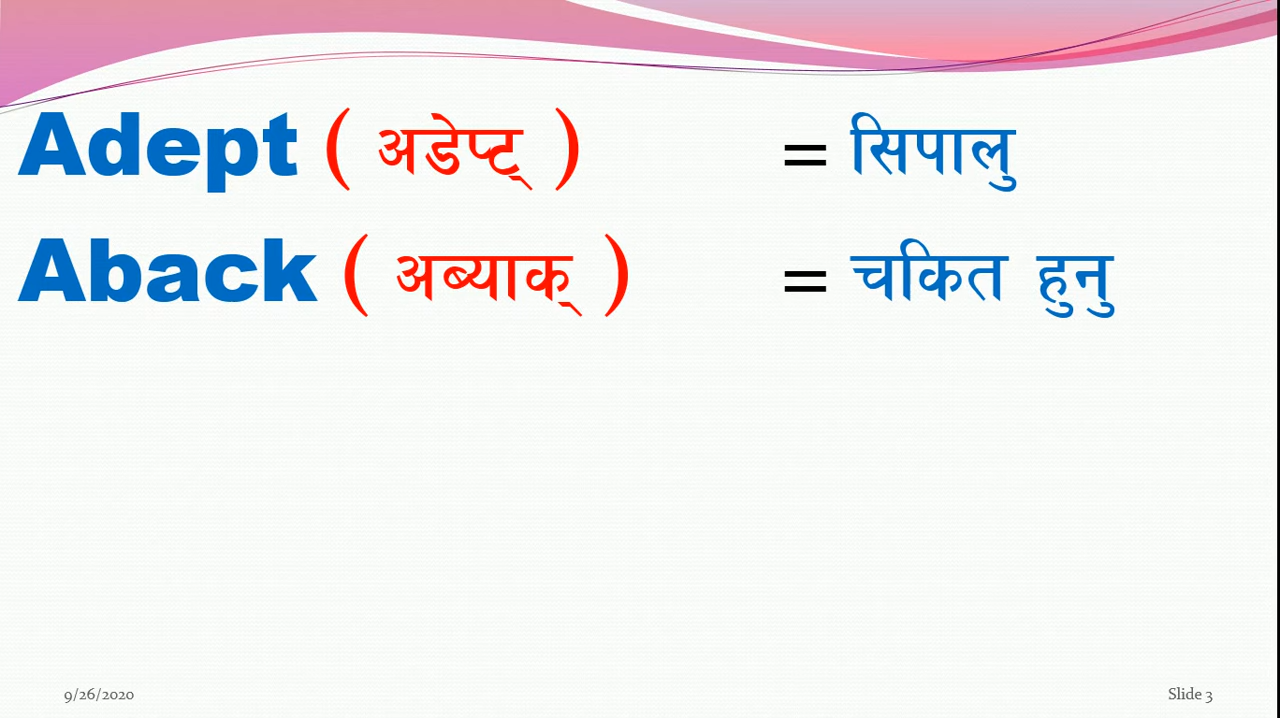 Adept ( अडेप्ट् ) = सिपालु
Aback ( अब्याक् ) = चकित हुनु
9/26/2020
Slide 3